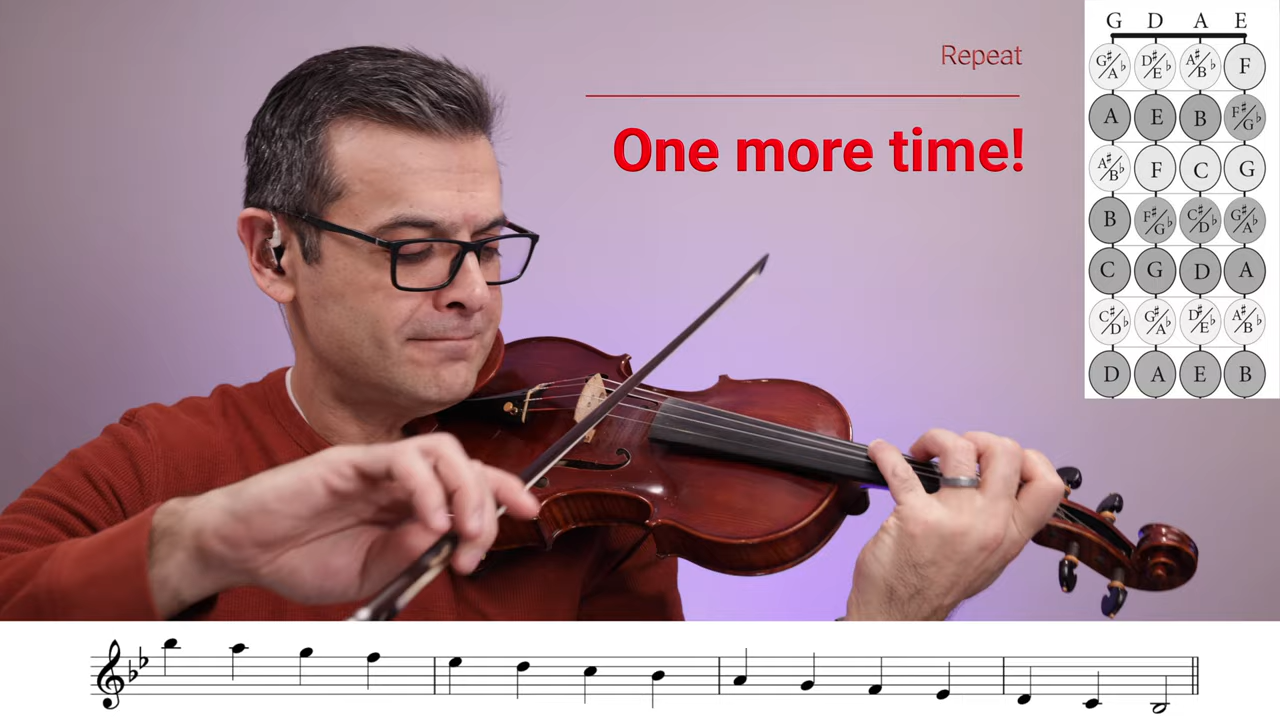 Repeat
One more time!
G D A E
G♯/A♭ D♯/E♭ A♯/B♭ F
A E B F♯/G♭
A♯/B♭ F C G
B F♯/G♭ C♯/D♭ G♯/A♭
C G D A
C♯/D♭ G♯/A♭ D♯/E♭ A♯/B♭
D A E B